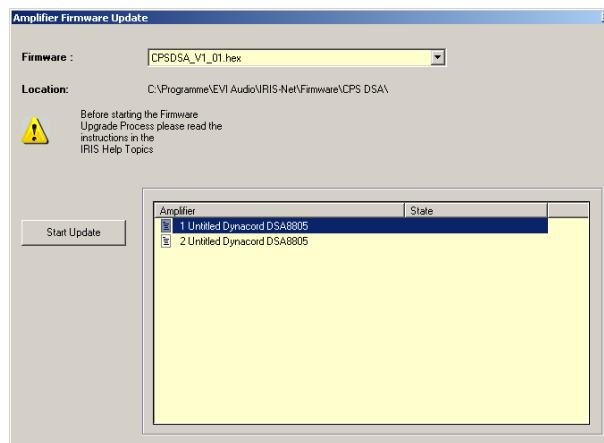 Amplifier Firmware Update
Firmware :
CPSDSA_V1_01.hex
Location:
C:\Programme\EVI Audio\IRIS-Net\Firmware\CPS DSA\
Before starting the Firmware
Upgrade Process please read the
instructions in the
IRIS Help Topics
Start Update
Amplifier State
1 Untitled Dynacord DSA8805
2 Untitled Dynacord DSA8805